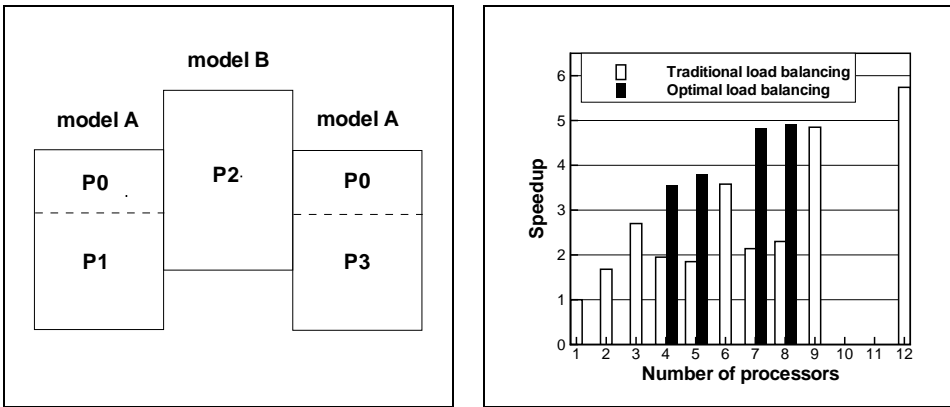 model B
model A
model A
P0
P2
P0
P1
P3
Traditional load balancing
Optimal load balancing
Speedup
6
5
4
3
2
1
0
1 2 3 4 5 6 7 8 9 10 11 12
Number of processors